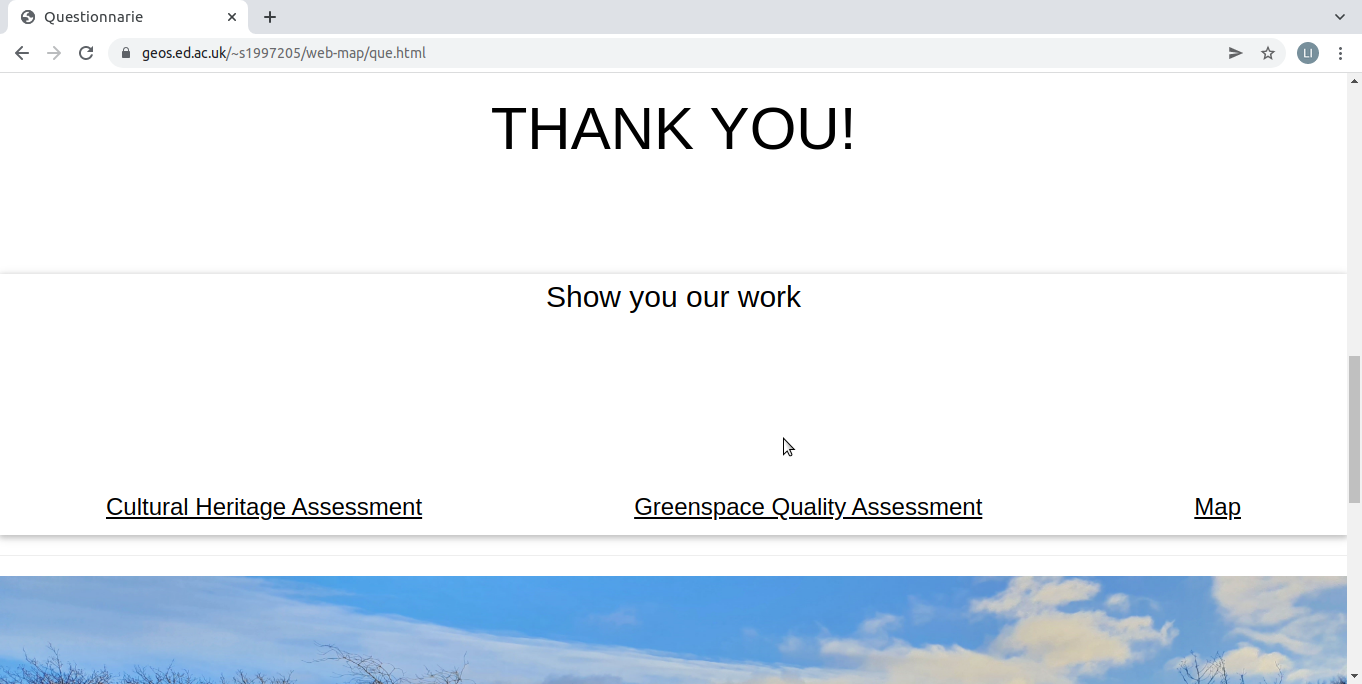 Questionnarie
geos.ed.ac.uk/~s1997205/web-map/que.html
LI
THANK YOU!
Show you our work
Cultural Heritage Assessment
Greenspace Quality Assessment
Map